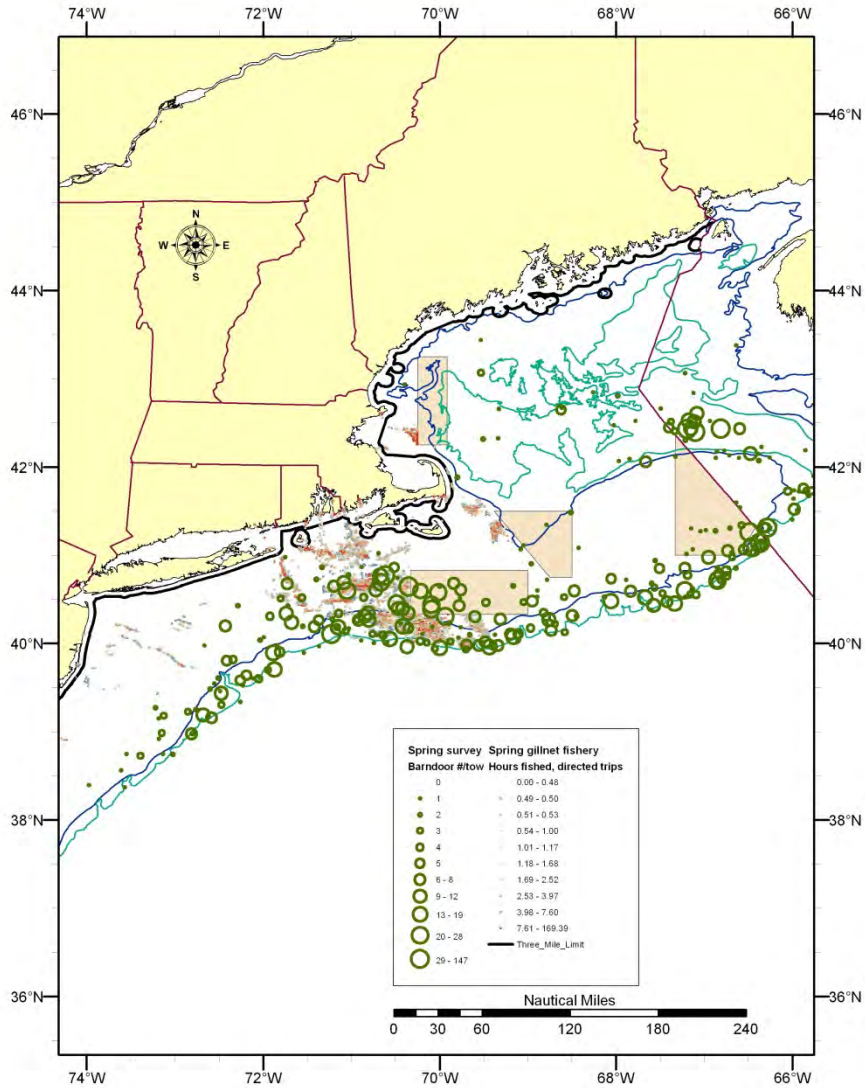 74°W 72°W 70°W 68°W 66°W
46°N 46°N
N
W E
S
44°N 44°N
42°N 42°N
40°N 40°N
38°N 38°N
36°N 36°N
Spring survey Spring gillnet fishery
Barndoor #/tow Hours fished, directed trips
0 0.00 - 0.48
1 0.49 - 0.50
2 0.51 - 0.53
3 0.54 - 1.00
4 1.01 - 1.17
5 1.18 - 1.68
6 - 8 1.69 - 2.52
9 - 12 2.53 - 3.97
13 - 19 3.98 - 7.60
20 - 28 7.61 - 169.39
29 - 147 Three_Mile_Limit
Nautical Miles
0 30 60 120 180 240
74°W 72°W 70°W 68°W 66°W